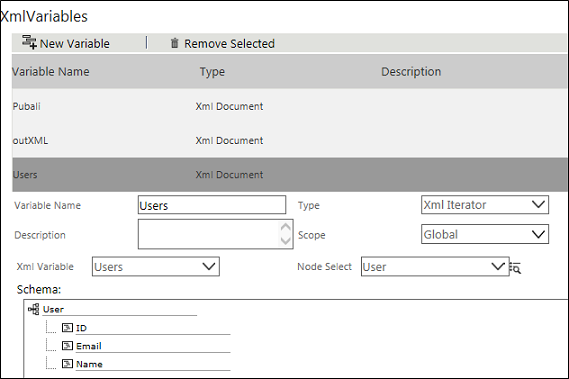 XmlVariables
New Variable | Remove Selected
Variable Name Type Description
Pubali Xml Document
outXML Xml Document
Users Xml Document
Variable Name Users Type Xml Iterator
Description Scope Global
Xml Variable Users Node Select User
Schema:
User
ID
Email
Name